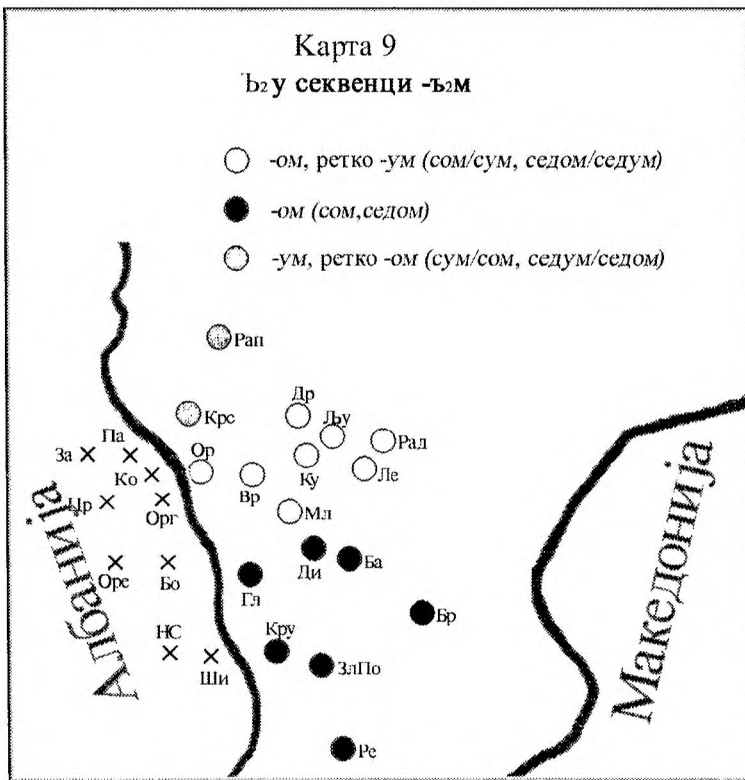 Карта 9
Ъ₂ у секвенци -ъ₂м
-ом, ретко -ум (сом/сум, седом/седум)
-ом (сом,седом)
-ум, ретко -ом (сум/сом, седум/седом)
Рап
Крс
Др
Љу
Рад
Па
За
Ор
Ко
Вр
Ку
Ле
Цр
Орг
Мл
Оре
Бо
Гл
Ди
Ба
Бр
НС
Ши
Кру
ЗлПо
Ре
Албанија
Македонија